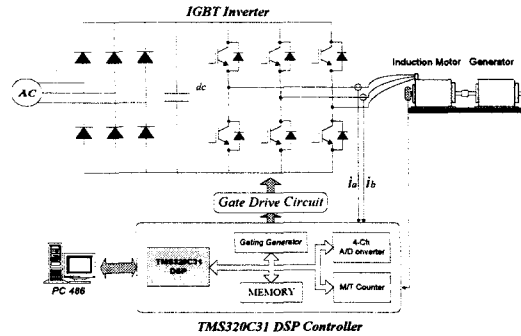 IGBT Inverter
Induction Motor Generator
AC
dc
ia ib
Gate Drive Circuit
Gating Generator
4-Ch
A/D onverter
TMS320C31
DSP
PC 486
MEMORY
M/T Counter
TMS320C31 DSP Controller